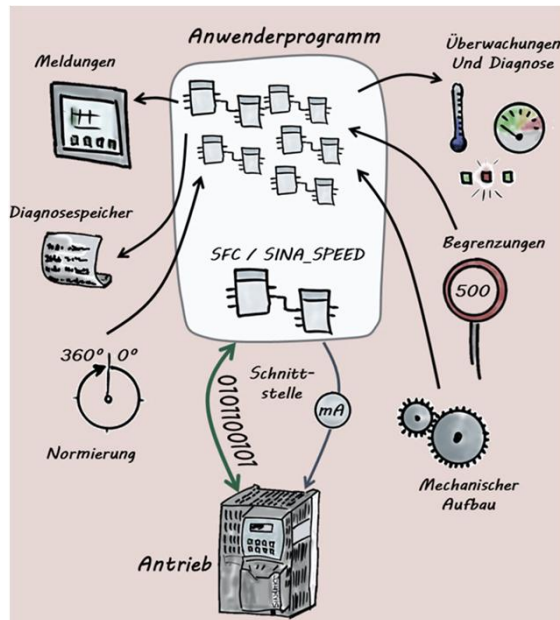 Anwenderprogramm
Meldungen
Überwachungen
Und Diagnose
Diagnosespeicher
SFC / SINA_SPEED
Begrenzungen
500
360° 0°
Normierung
Schnitt-
stelle
mA
0101100101
Mechanischer
Aufbau
Antrieb